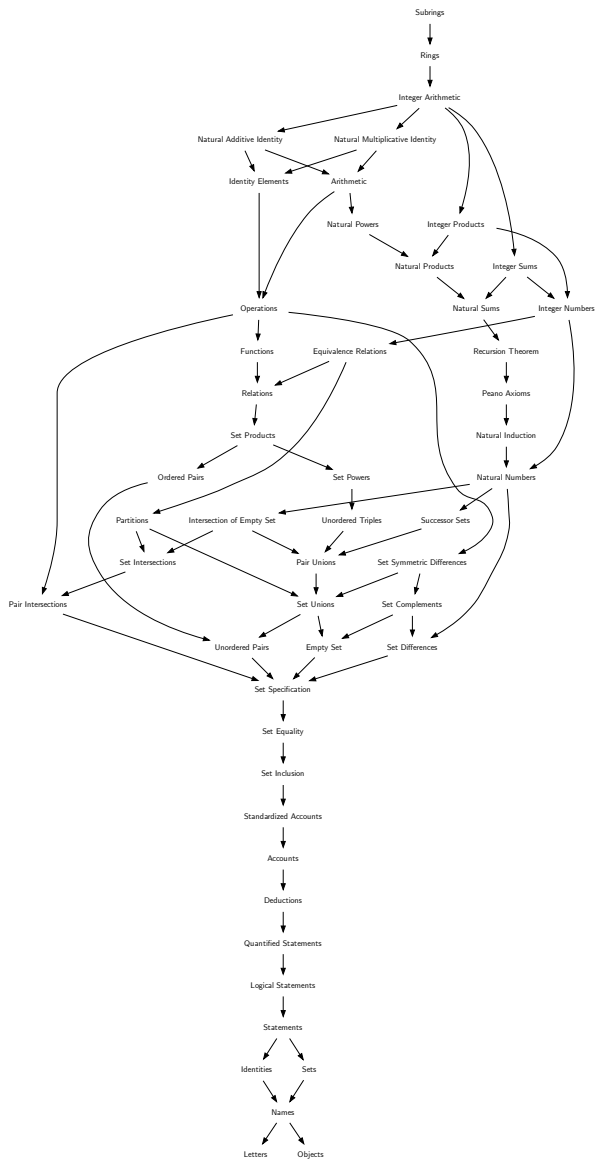 Subrings
Rings
Integer Arithmetic
Natural Additive Identity
Natural Multiplicative Identity
Identity Elements
Arithmetic
Natural Powers
Integer Products
Natural Products
Integer Sums
Operations
Natural Sums
Integer Numbers
Functions
Equivalence Relations
Recursion Theorem
Relations
Peano Axioms
Set Products
Natural Induction
Ordered Pairs
Set Powers
Natural Numbers
Partitions
Intersection of Empty Set
Unordered Triples
Successor Sets
Set Intersections
Pair Unions
Set Symmetric Differences
Pair Intersections
Set Unions
Set Complements
Unordered Pairs
Empty Set
Set Differences
Set Specification
Set Equality
Set Inclusion
Standardized Accounts
Accounts
Deductions
Quantified Statements
Logical Statements
Statements
Identities
Sets
Names
Letters
Objects